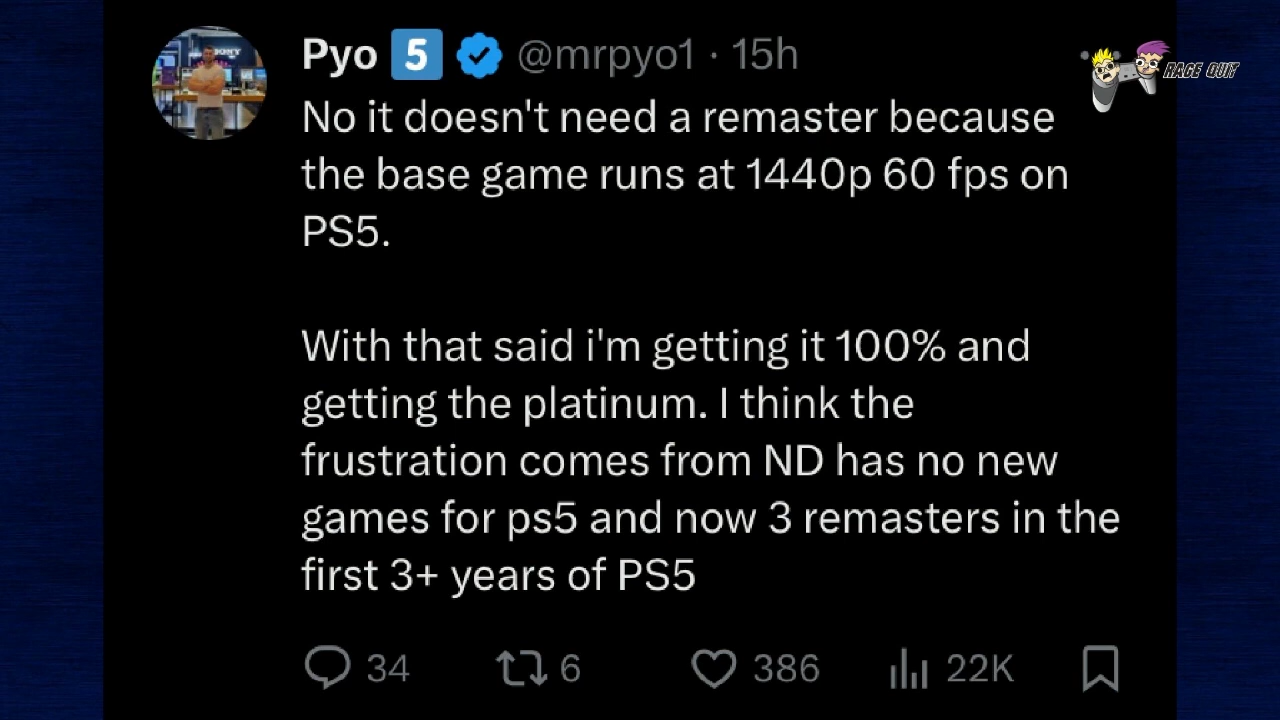 Pyo 5 @mrpyo1 · 15h
RAGE QUIT
No it doesn't need a remaster because
the base game runs at 1440p 60 fps on
PS5.
With that said i'm getting it 100% and
getting the platinum. I think the
frustration comes from ND has no new
games for ps5 and now 3 remasters in the
first 3+ years of PS5
34 6 386 22K